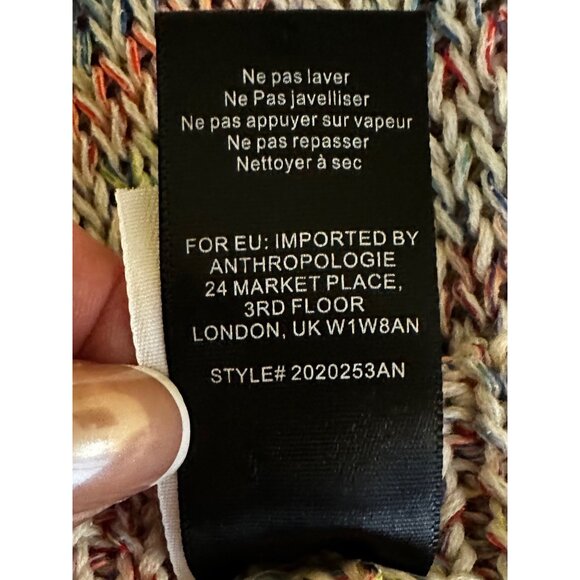 Ne pas laver
Ne Pas javelliser
Ne pas appuyer sur vapeur
Ne pas repasser
Nettoyer à sec
FOR EU: IMPORTED BY
ANTHROPOLOGIE
24 MARKET PLACE,
3RD FLOOR
LONDON, UK W1W8AN
STYLE# 2020253AN